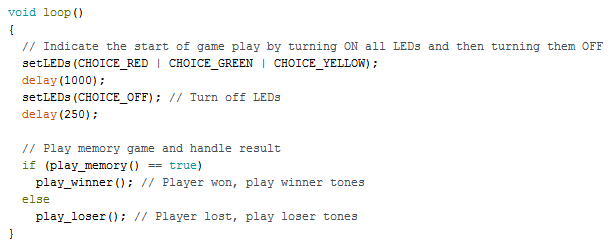 void loop()
{
  // Indicate the start of game play by turning ON all LEDs and then turning them OFF
  setLEDs(CHOICE_RED | CHOICE_GREEN | CHOICE_YELLOW);
  delay(1000);
  setLEDs(CHOICE_OFF); // Turn off LEDs
  delay(250);

  // Play memory game and handle result
  if (play_memory() == true)
    play_winner(); // Player won, play winner tones
  else
    play_loser(); // Player lost, play loser tones
}